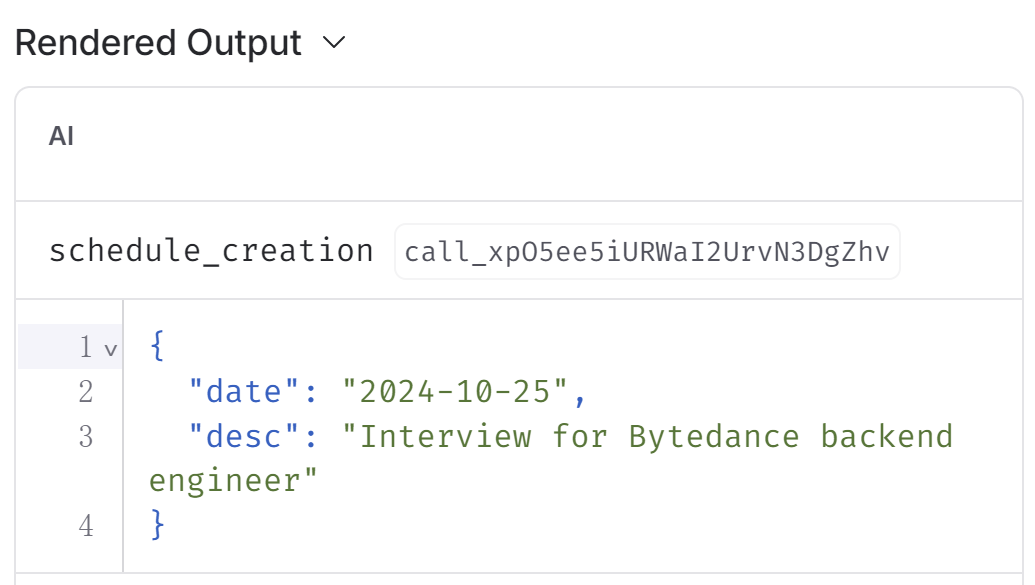 Rendered Output
AI
schedule_creation call_xpO5ee5iURWaI2UrvN3DgZhv
1 {
2 "date": "2024-10-25",
3 "desc": "Interview for Bytedance backend
engineer"
4 }